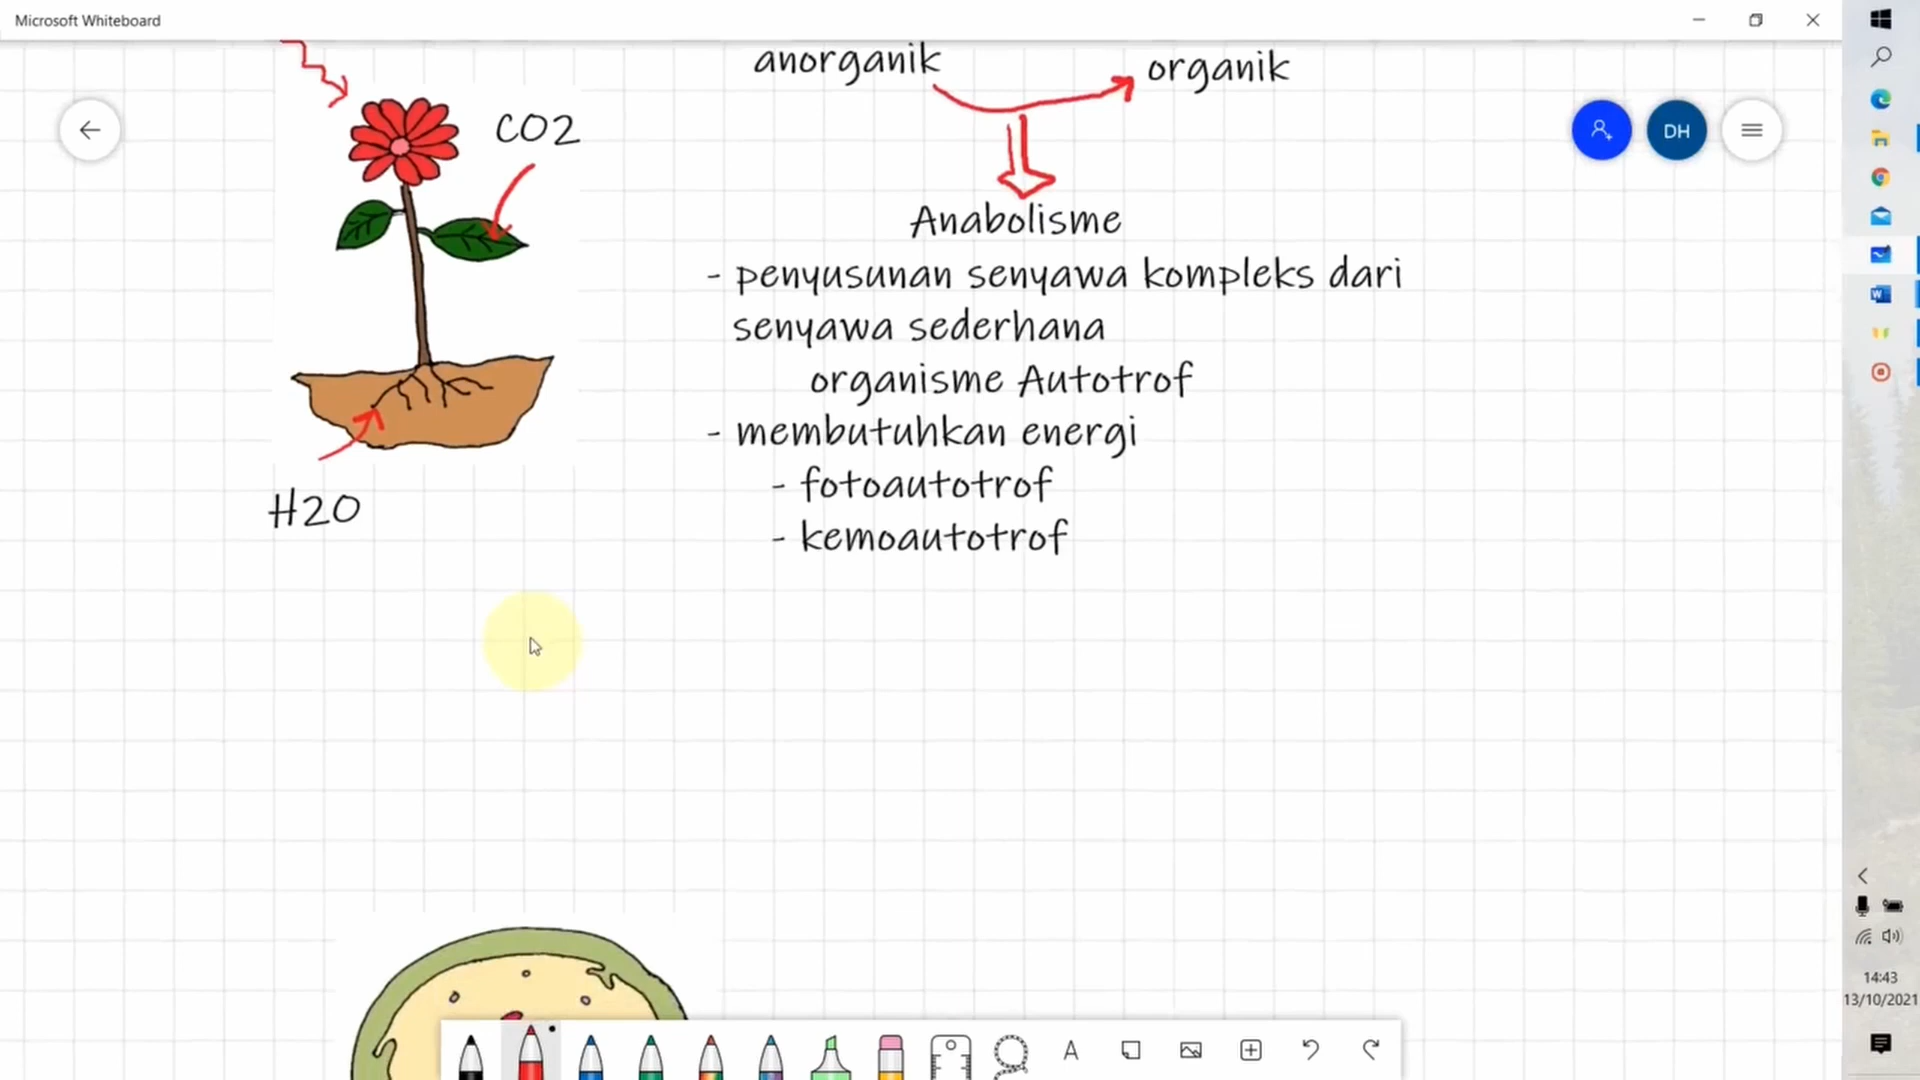 Microsoft Whiteboard
anorganik
organik
CO2
DH
Anabolisme
- penyusunan senyawa kompleks dari
senyawa sederhana
organisme Autotrof
- membutuhkan energi
- fotoautotrof
- kemoautotrof
H2O
A
14:43
13/10/2021